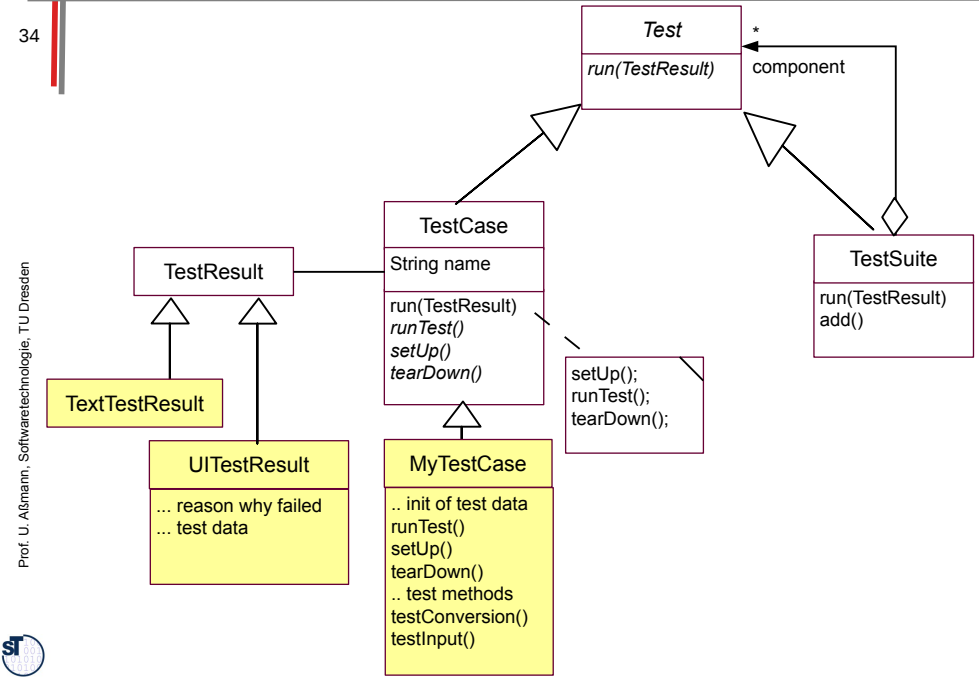 34
Test
run(TestResult)
*
component
TestCase
String name
run(TestResult)
runTest()
setUp()
tearDown()
TestResult
TestSuite
run(TestResult)
add()
setUp();
runTest();
tearDown();
TextTestResult
UITestResult
... reason why failed
... test data
MyTestCase
.. init of test data
runTest()
setUp()
tearDown()
.. test methods
testConversion()
testInput()
Prof. U. Aßmann, Softwaretechnologie, TU Dresden
ST